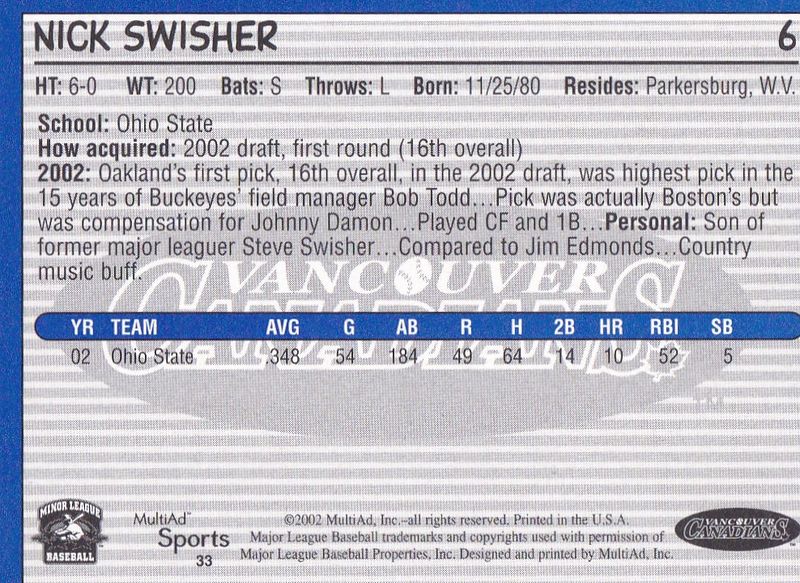 NICK SWISHER 6
HT: 6-0 WT: 200 Bats: S Throws: L Born: 11/25/80 Resides: Parkersburg, W.V.
School: Ohio State
How acquired: 2002 draft, first round (16th overall)
2002: Oakland's first pick, 16th overall, in the 2002 draft, was highest pick in the
15 years of Buckeyes' field manager Bob Todd...Pick was actually Boston's but
was compensation for Johnny Damon...Played CF and 1B...Personal: Son of
former major leaguer Steve Swisher...Compared to Jim Edmonds...Country
music buff.
VANCOUVER
CANADIANS
YR TEAM AVG G AB R H 2B HR RBI SB
02 Ohio State .348 54 184 49 64 14 10 52 5
TM
MINOR LEAGUE
BASEBALL
MultiAd™
Sports
33
©2002 MultiAd, Inc.–all rights reserved. Printed in the U.S.A.
Major League Baseball trademarks and copyrights used with permission of
Major League Baseball Properties, Inc. Designed and printed by MultiAd, Inc.
VANCOUVER
CANADIANS